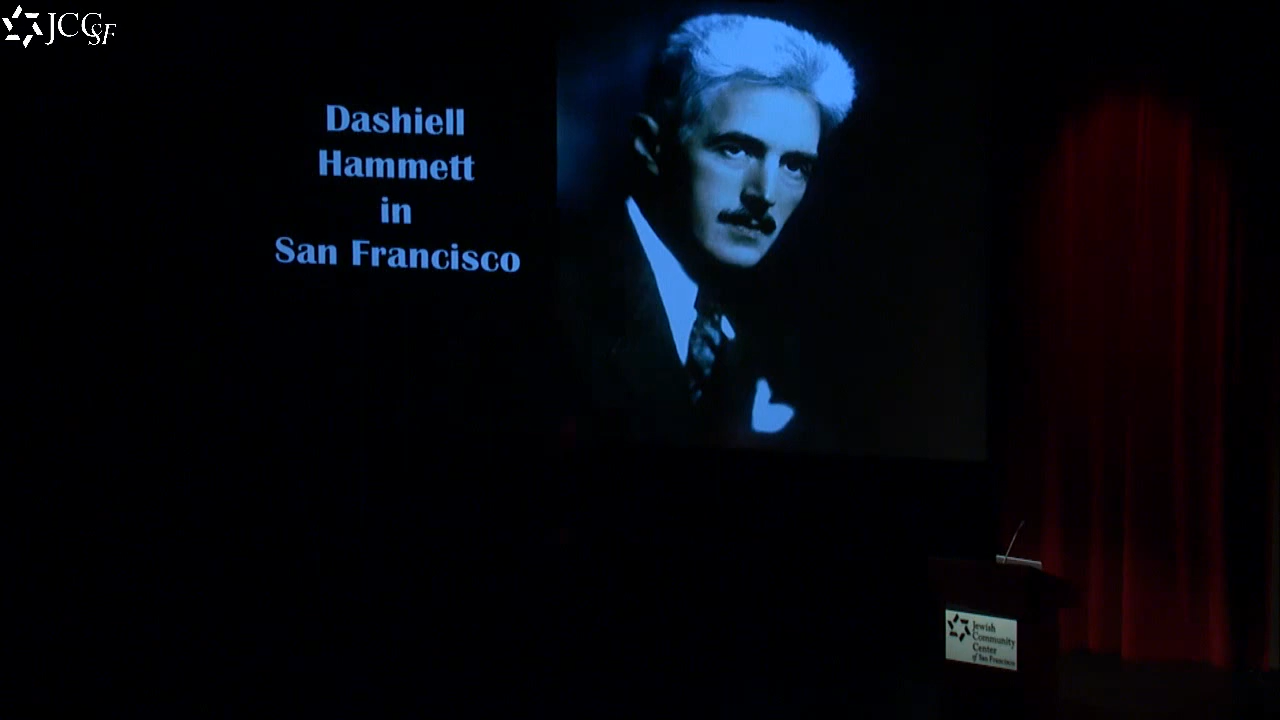 JCCSF
Dashiell
Hammett
in
San Francisco
Jewish
Community
Center
of San Francisco